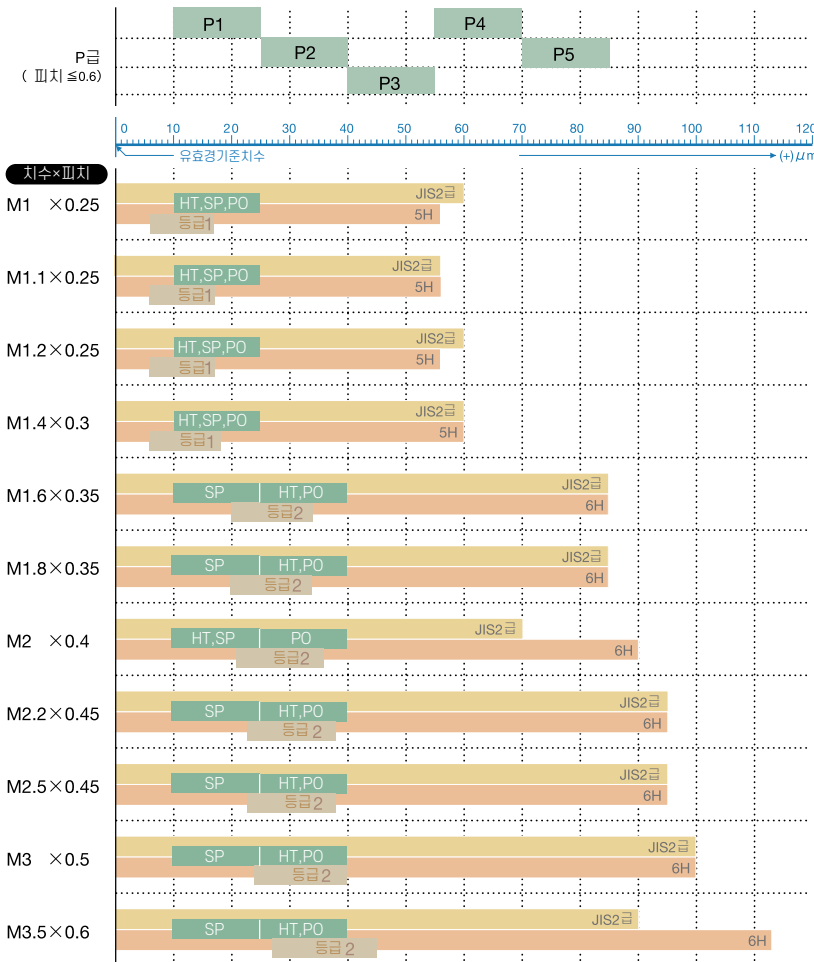 P1
P4
P2
P5
P3
P급
( 피치≦0.6)
0 10 20 30 40 50 60 70 80 90 100 110 120
유효경기준치수
(+)μm
치수×피치
M1 ×0.25
JIS2급
HT,SP,PO
5H
등급1
M1.1×0.25
JIS2급
HT,SP,PO
5H
등급1
M1.2×0.25
JIS2급
HT,SP,PO
5H
등급1
M1.4×0.3
JIS2급
HT,SP,PO
5H
등급1
M1.6×0.35
JIS2급
SP HT,PO
6H
등급2
M1.8×0.35
JIS2급
SP HT,PO
6H
등급2
M2 ×0.4
JIS2급
HT,SP PO
6H
등급2
M2.2×0.45
JIS2급
SP HT,PO
6H
등급 2
M2.5×0.45
JIS2급
SP HT,PO
6H
등급 2
M3 ×0.5
JIS2급
SP HT,PO
6H
등급 2
M3.5×0.6
JIS2급
SP HT,PO
6H
등급 2